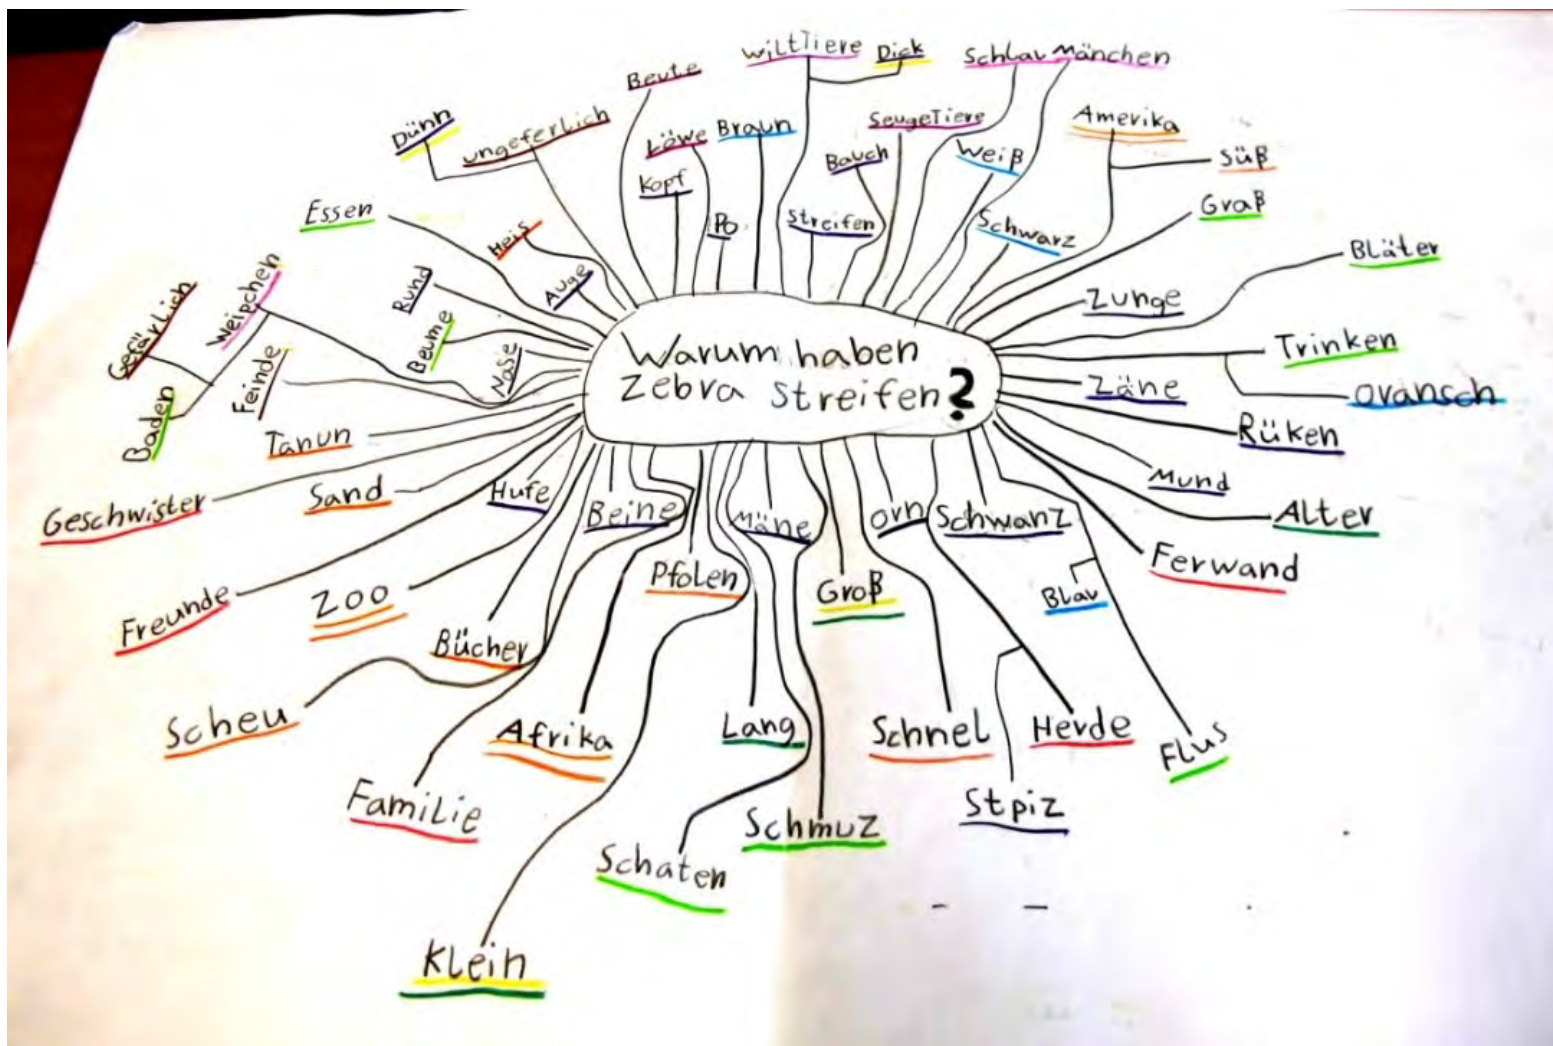 Warum haben
Zebra Streifen?
Beute
wiltTiere
Dick
Schlau
Mänchen
Dünn
ungeferlich
Löwe
Braun
SeugeTiere
Amerika
Süß
Kopf
Bauch
Weiß
Essen
Po
Streifen
Schwarz
Graß
Heis
Bläter
Weipchen
Rund
Auge
Zunge
Gefärlich
Beume
Trinken
Feinde
Nase
Zäne
oransch
Baden
Tanun
Rüken
Geschwister
Sand
Hufe
Beine
Mäne
orn
Schwanz
Mund
Alter
Freunde
Zoo
Pfolen
Groß
Blau
Ferwand
Bücher
Scheu
Afrika
Lang
Schnel
Herde
Flus
Familie
Schaten
Schmuz
Stpiz
Klein